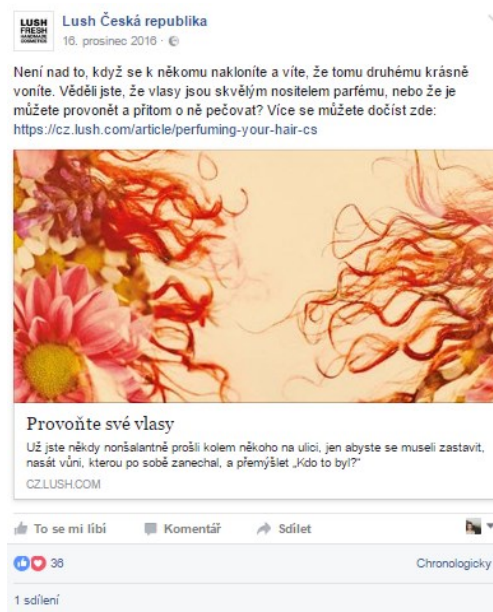 LUSH
FRESH
HANDMADE
COSMETICS
Lush Česká republika
16. prosinec 2016 ·
Není nad to, když se k někomu nakloníte a víte, že tomu druhému krásně
voníte. Věděli jste, že vlasy jsou skvělým nositelem parfému, nebo že je
můžete provonět a přitom o ně pečovat? Více se můžete dočíst zde:
https://cz.lush.com/article/perfuming-your-hair-cs
Provoňte své vlasy
Už jste někdy nonšalantně prošli kolem někoho na ulici, jen abyste se museli zastavit,
nasát vůni, kterou po sobě zanechal, a přemýšlet „Kdo to byl?"
CZ.LUSH.COM
To se mi líbí Komentář Sdílet
36 Chronologicky
1 sdílení